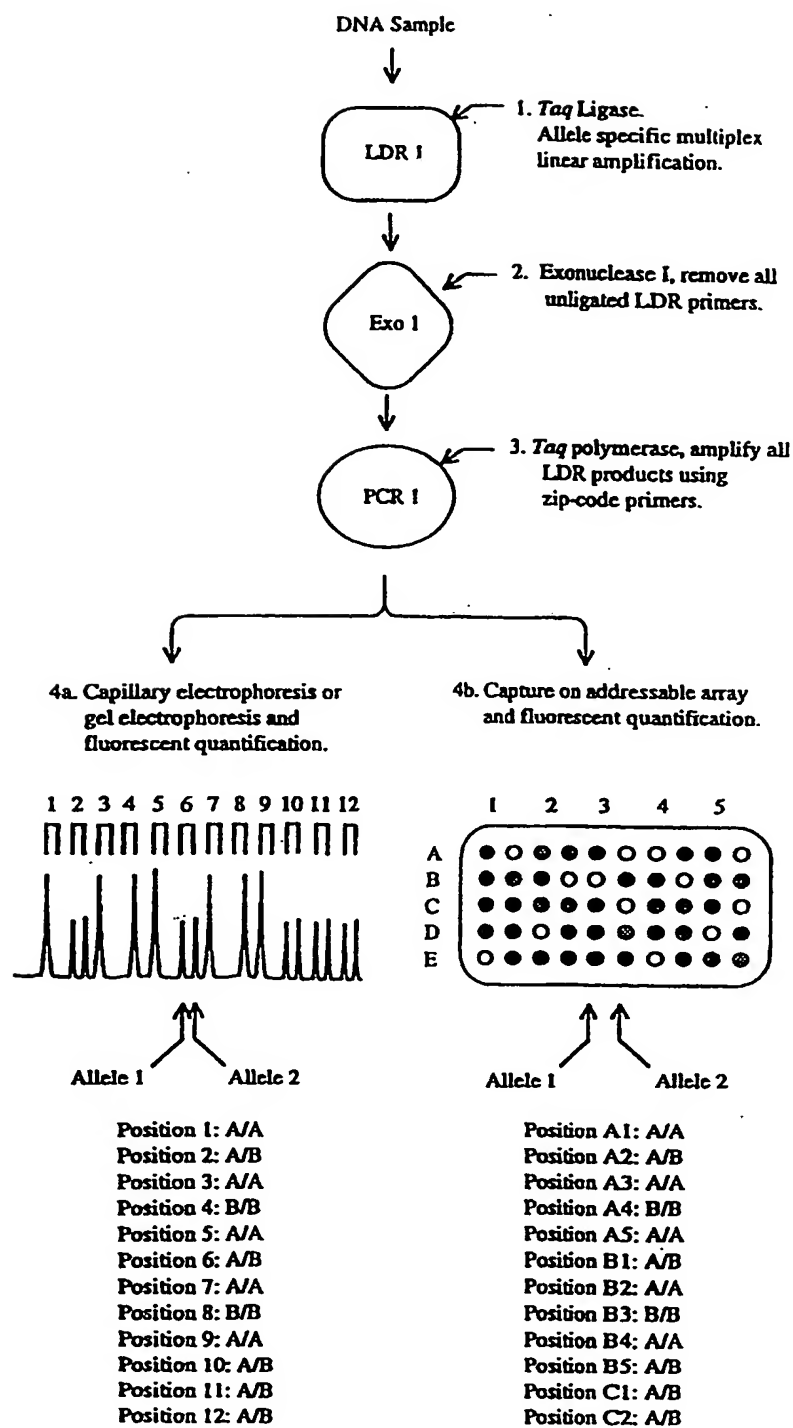 DNA Sample
LDR 1
1. Taq Ligase.
Allele specific multiplex
linear amplification.
Exo 1
2. Exonuclease I, remove all
unligated LDR primers.
PCR 1
3. Taq polymerase, amplify all
LDR products using
zip-code primers.
4a. Capillary electrophoresis or
gel electrophoresis and
fluorescent quantification.
1 2 3 4 5 6 7 8 9 10 11 12
Allele 1 Allele 2
Position 1: A/A
Position 2: A/B
Position 3: A/A
Position 4: B/B
Position 5: A/A
Position 6: A/B
Position 7: A/A
Position 8: B/B
Position 9: A/A
Position 10: A/B
Position 11: A/B
Position 12: A/B
4b. Capture on addressable array
and fluorescent quantification.
1 2 3 4 5
A
B
C
D
E
Allele 1 Allele 2
Position A1: A/A
Position A2: A/B
Position A3: A/A
Position A4: B/B
Position A5: A/A
Position B1: A/B
Position B2: A/A
Position B3: B/B
Position B4: A/A
Position B5: A/B
Position C1: A/B
Position C2: A/B